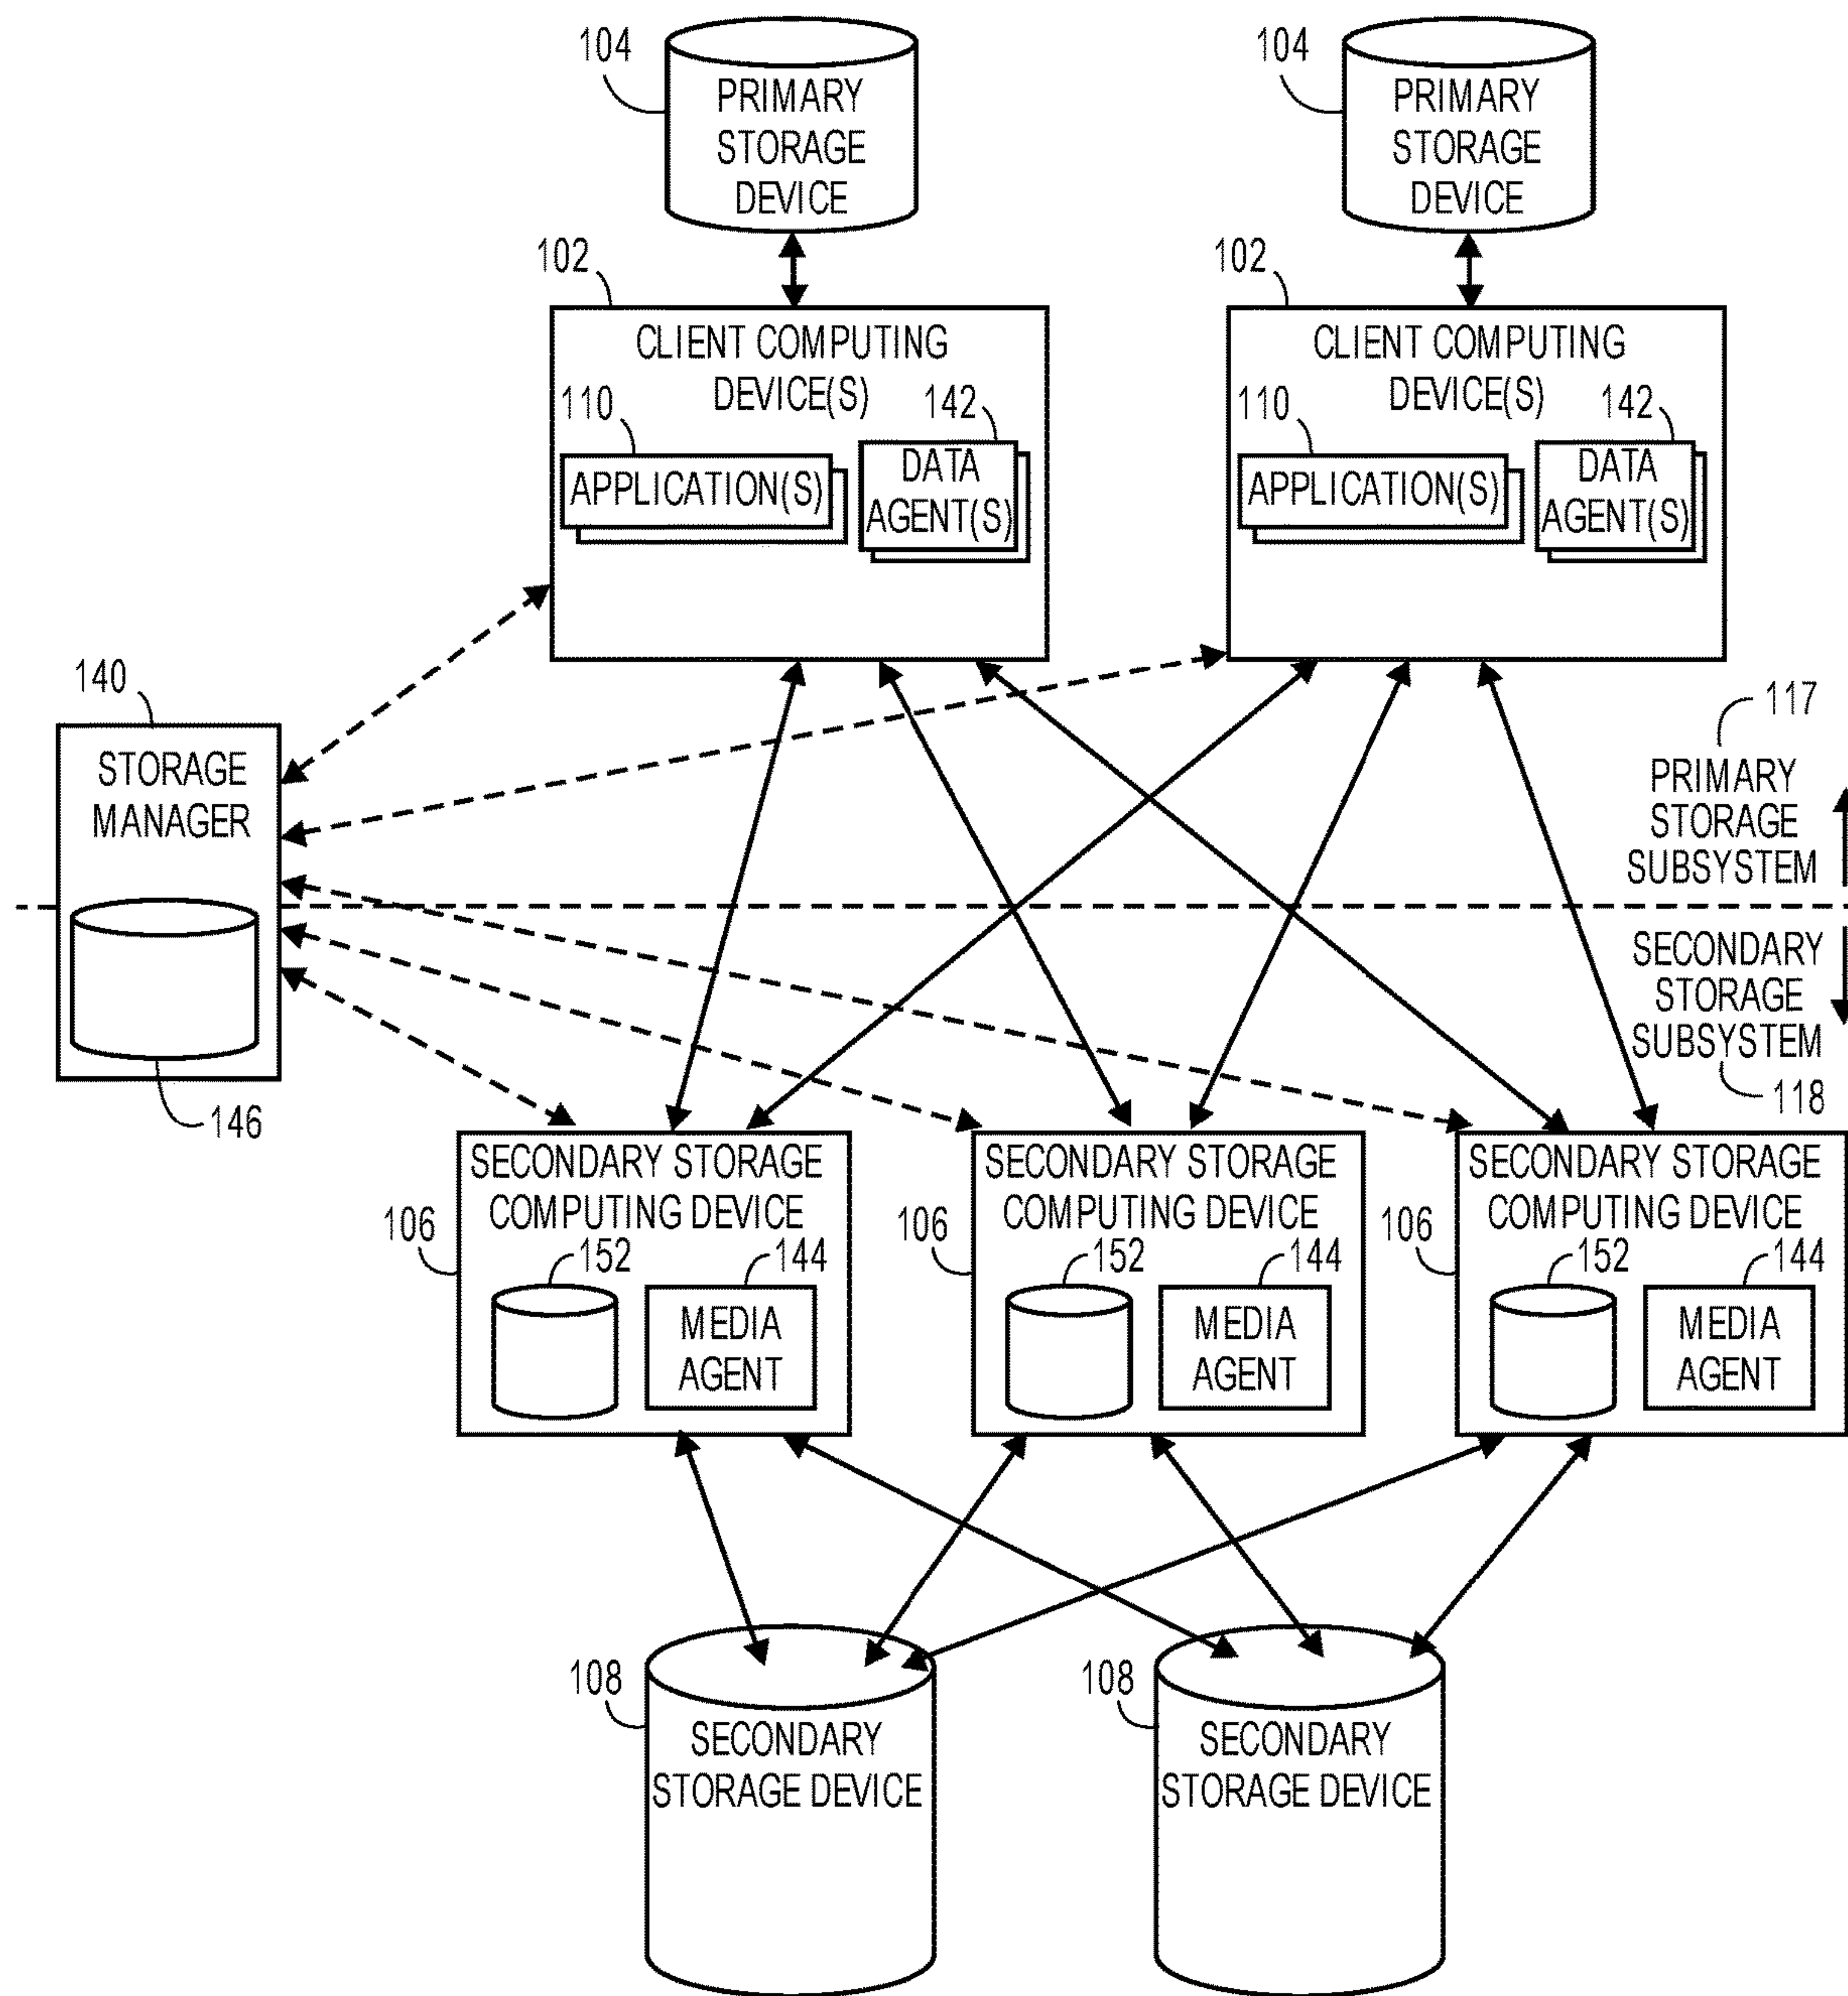 104
PRIMARY
STORAGE
DEVICE
104
PRIMARY
STORAGE
DEVICE
102
CLIENT COMPUTING
DEVICE(S)
110
142
APPLICATION(S)
DATA
AGENT(S)
102
CLIENT COMPUTING
DEVICE(S)
110
142
APPLICATION(S)
DATA
AGENT(S)
140
STORAGE
MANAGER
146
117
PRIMARY
STORAGE
SUBSYSTEM
SECONDARY
STORAGE
SUBSYSTEM
118
SECONDARY STORAGE
COMPUTING DEVICE
106
152
144
MEDIA
AGENT
SECONDARY STORAGE
COMPUTING DEVICE
106
152
144
MEDIA
AGENT
SECONDARY STORAGE
COMPUTING DEVICE
106
152
144
MEDIA
AGENT
108
SECONDARY
STORAGE DEVICE
108
SECONDARY
STORAGE DEVICE